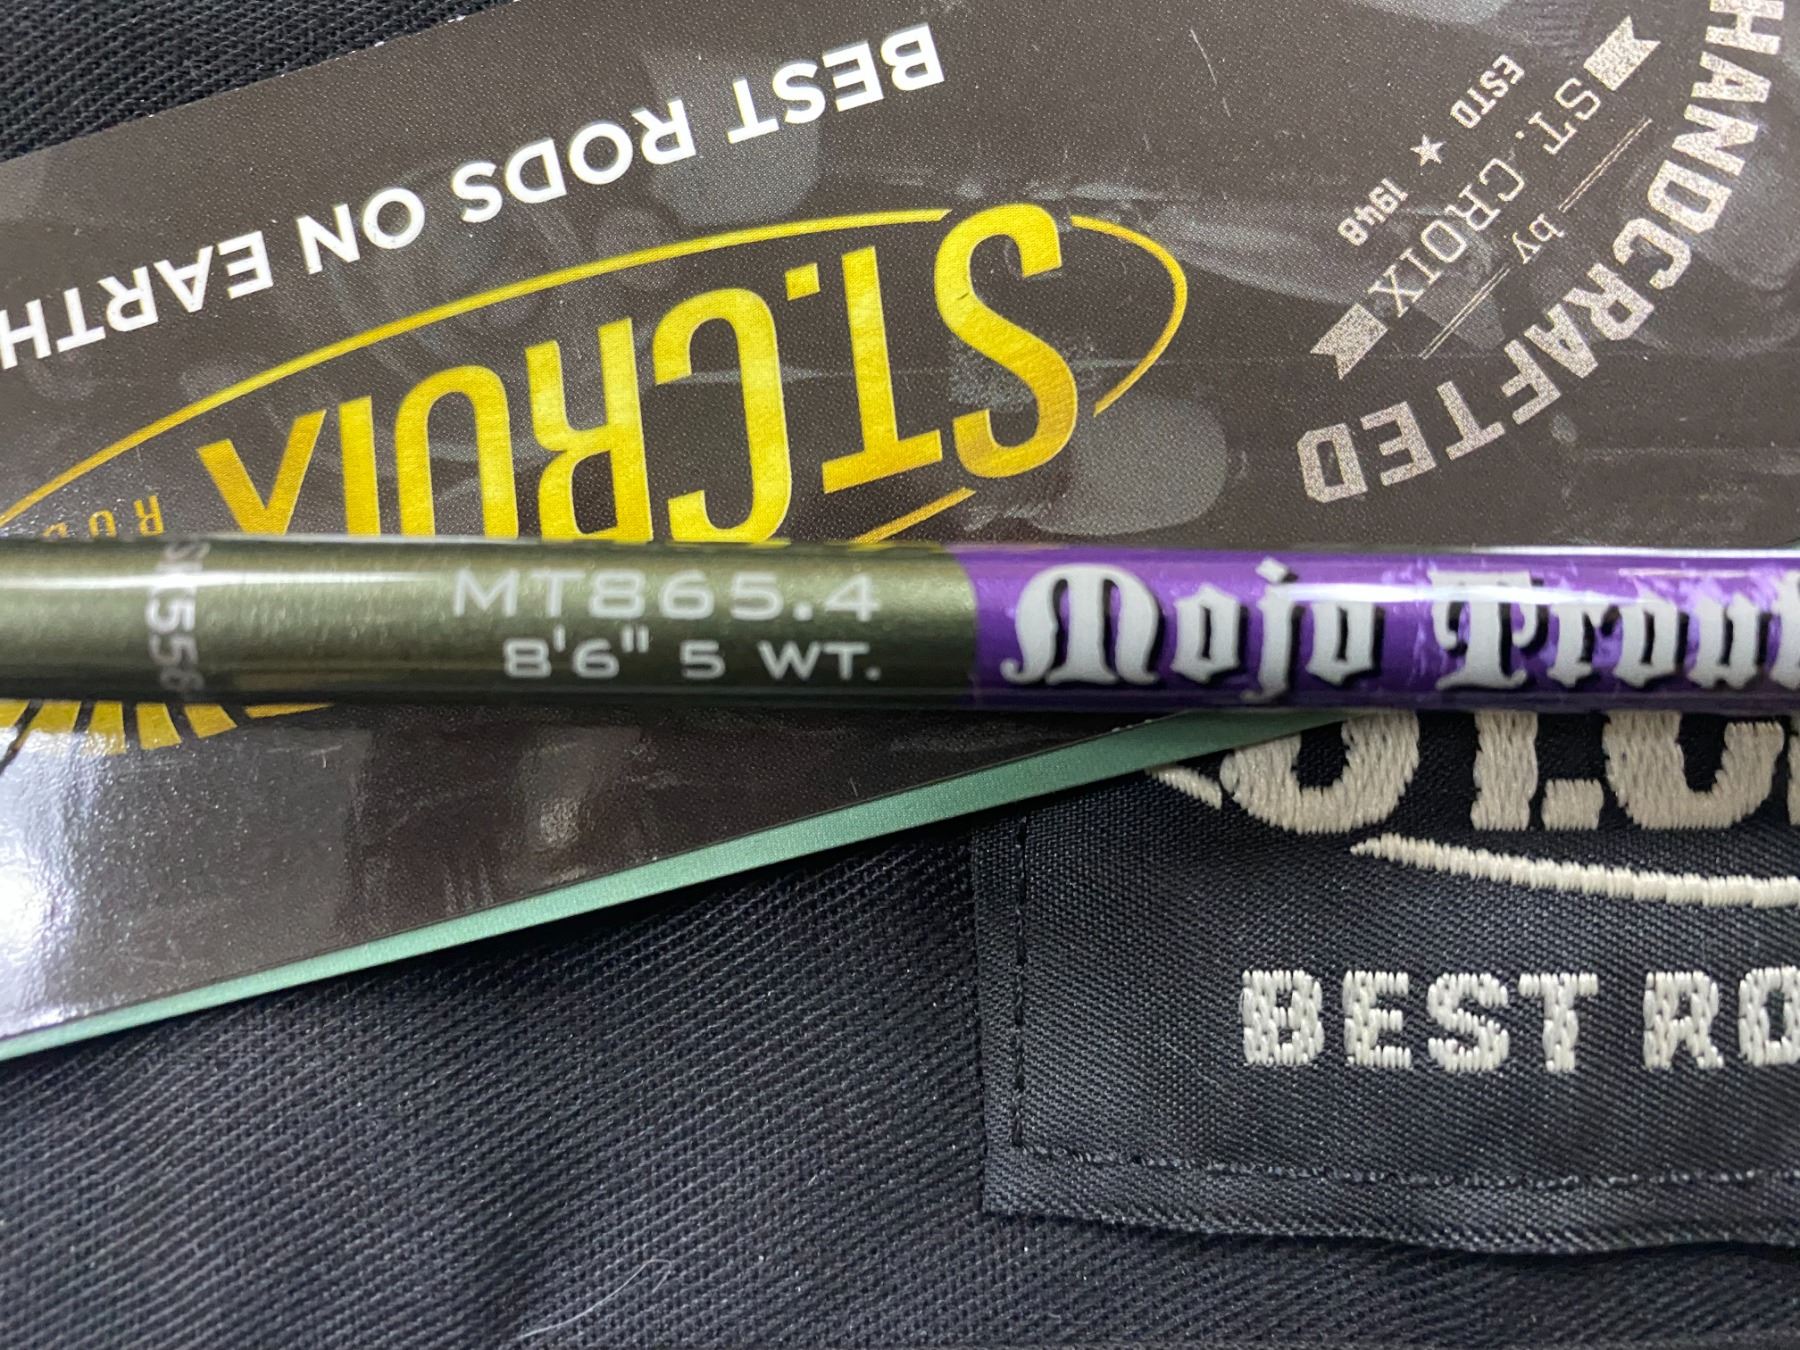 BEST RODS ON EARTH
ST.CROIX
HANDCRAFTED
by
ST. CROIX
ESTD ★ 1948
MT865.4
8'6" 5 WT.
Mojo Trout
ST.C
BEST RO